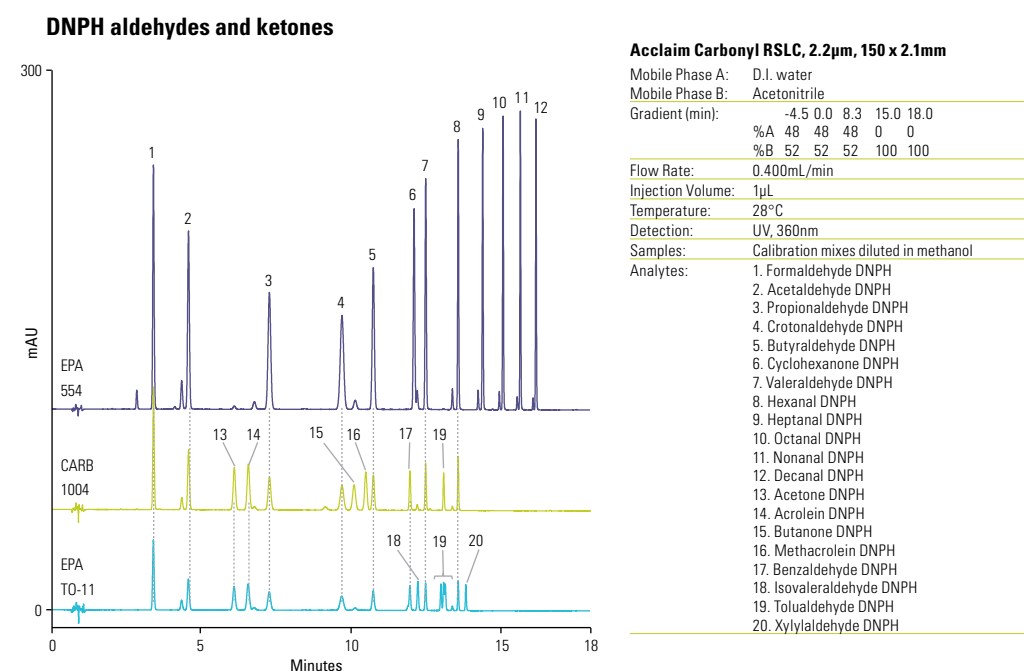 DNPH aldehydes and ketones
300
mAU
0
EPA
554
1
2
3
4
5
6
7
8
9
10
11
12
CARB
1004
13
14
15
16
17
19
EPA
TO-11
18
19
20
0 5 10 15 18
Minutes
Acclaim Carbonyl RSLC, 2.2µm, 150 x 2.1mm
Mobile Phase A: D.I. water
Mobile Phase B: Acetonitrile
Gradient (min): -4.5 0.0 8.3 15.0 18.0
%A 48 48 48 0 0
%B 52 52 52 100 100
Flow Rate: 0.400mL/min
Injection Volume: 1µL
Temperature: 28°C
Detection: UV, 360nm
Samples: Calibration mixes diluted in methanol
Analytes: 1. Formaldehyde DNPH
2. Acetaldehyde DNPH
3. Propionaldehyde DNPH
4. Crotonaldehyde DNPH
5. Butyraldehyde DNPH
6. Cyclohexanone DNPH
7. Valeraldehyde DNPH
8. Hexanal DNPH
9. Heptanal DNPH
10. Octanal DNPH
11. Nonanal DNPH
12. Decanal DNPH
13. Acetone DNPH
14. Acrolein DNPH
15. Butanone DNPH
16. Methacrolein DNPH
17. Benzaldehyde DNPH
18. Isovaleraldehyde DNPH
19. Tolualdehyde DNPH
20. Xylylaldehyde DNPH